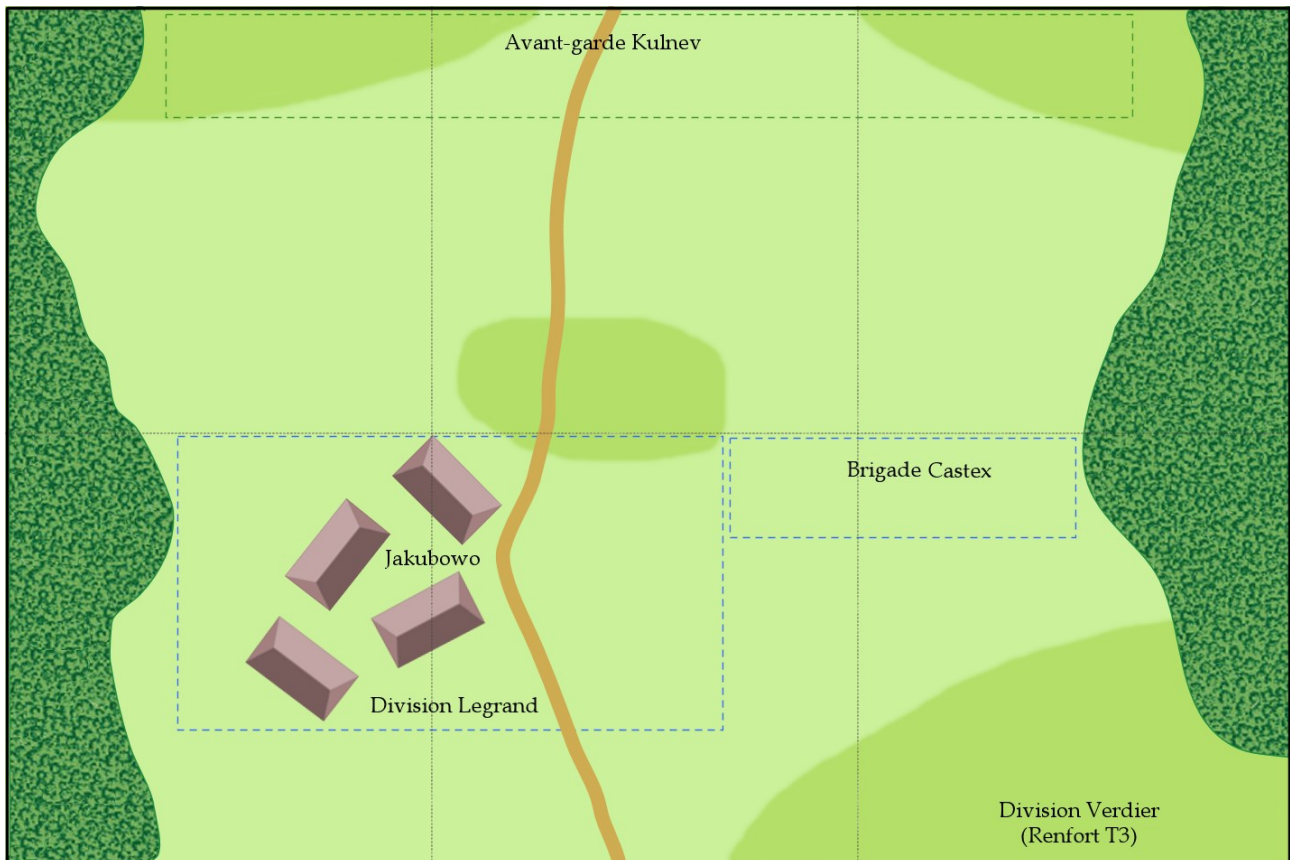 Avant-garde Kulnev
Brigade Castex
Jakubowo
Division Legrand
Division Verdier
(Renfort T3)